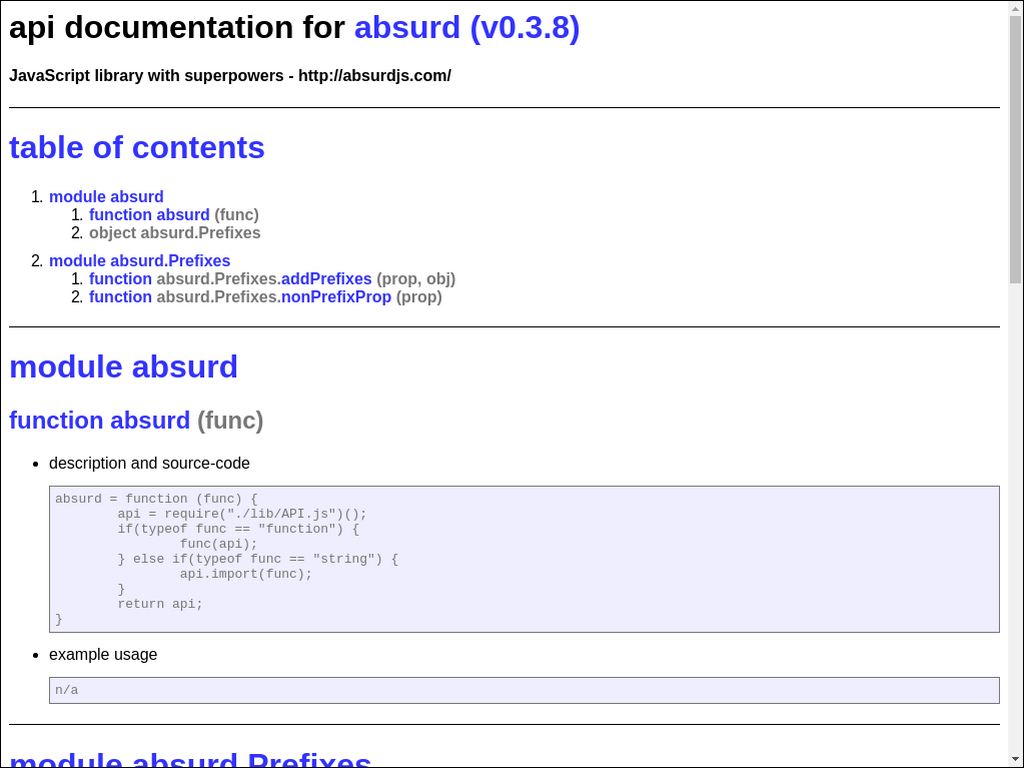 api documentation for absurd (v0.3.8)
JavaScript library with superpowers - http://absurdjs.com/
table of contents
1. module absurd
1. function absurd (func)
2. object absurd.Prefixes
2. module absurd.Prefixes
1. function absurd.Prefixes.addPrefixes (prop, obj)
2. function absurd.Prefixes.nonPrefixProp (prop)
module absurd
function absurd (func)
• description and source-code
absurd = function (func) {
        api = require("./lib/API.js")();
        if(typeof func == "function") {
                func(api);
        } else if(typeof func == "string") {
                api.import(func);
        }
        return api;
}
• example usage
n/a
module absurd.Prefixes